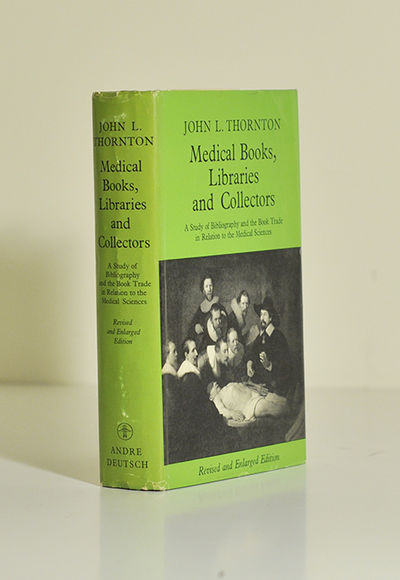 JOHN L.
THORNTON
Medical
Books,
Libraries
and
Collectors
A Study of
Bibliography
and the Book Trade
in Relation to the
Medical Sciences
Revised
and Enlarged
Edition
ANDRE
DEUTSCH
JOHN L. THORNTON
Medical Books,
Libraries
and Collectors
A Study of Bibliography and the Book Trade
in Relation to the Medical Sciences
Revised and Enlarged Edition